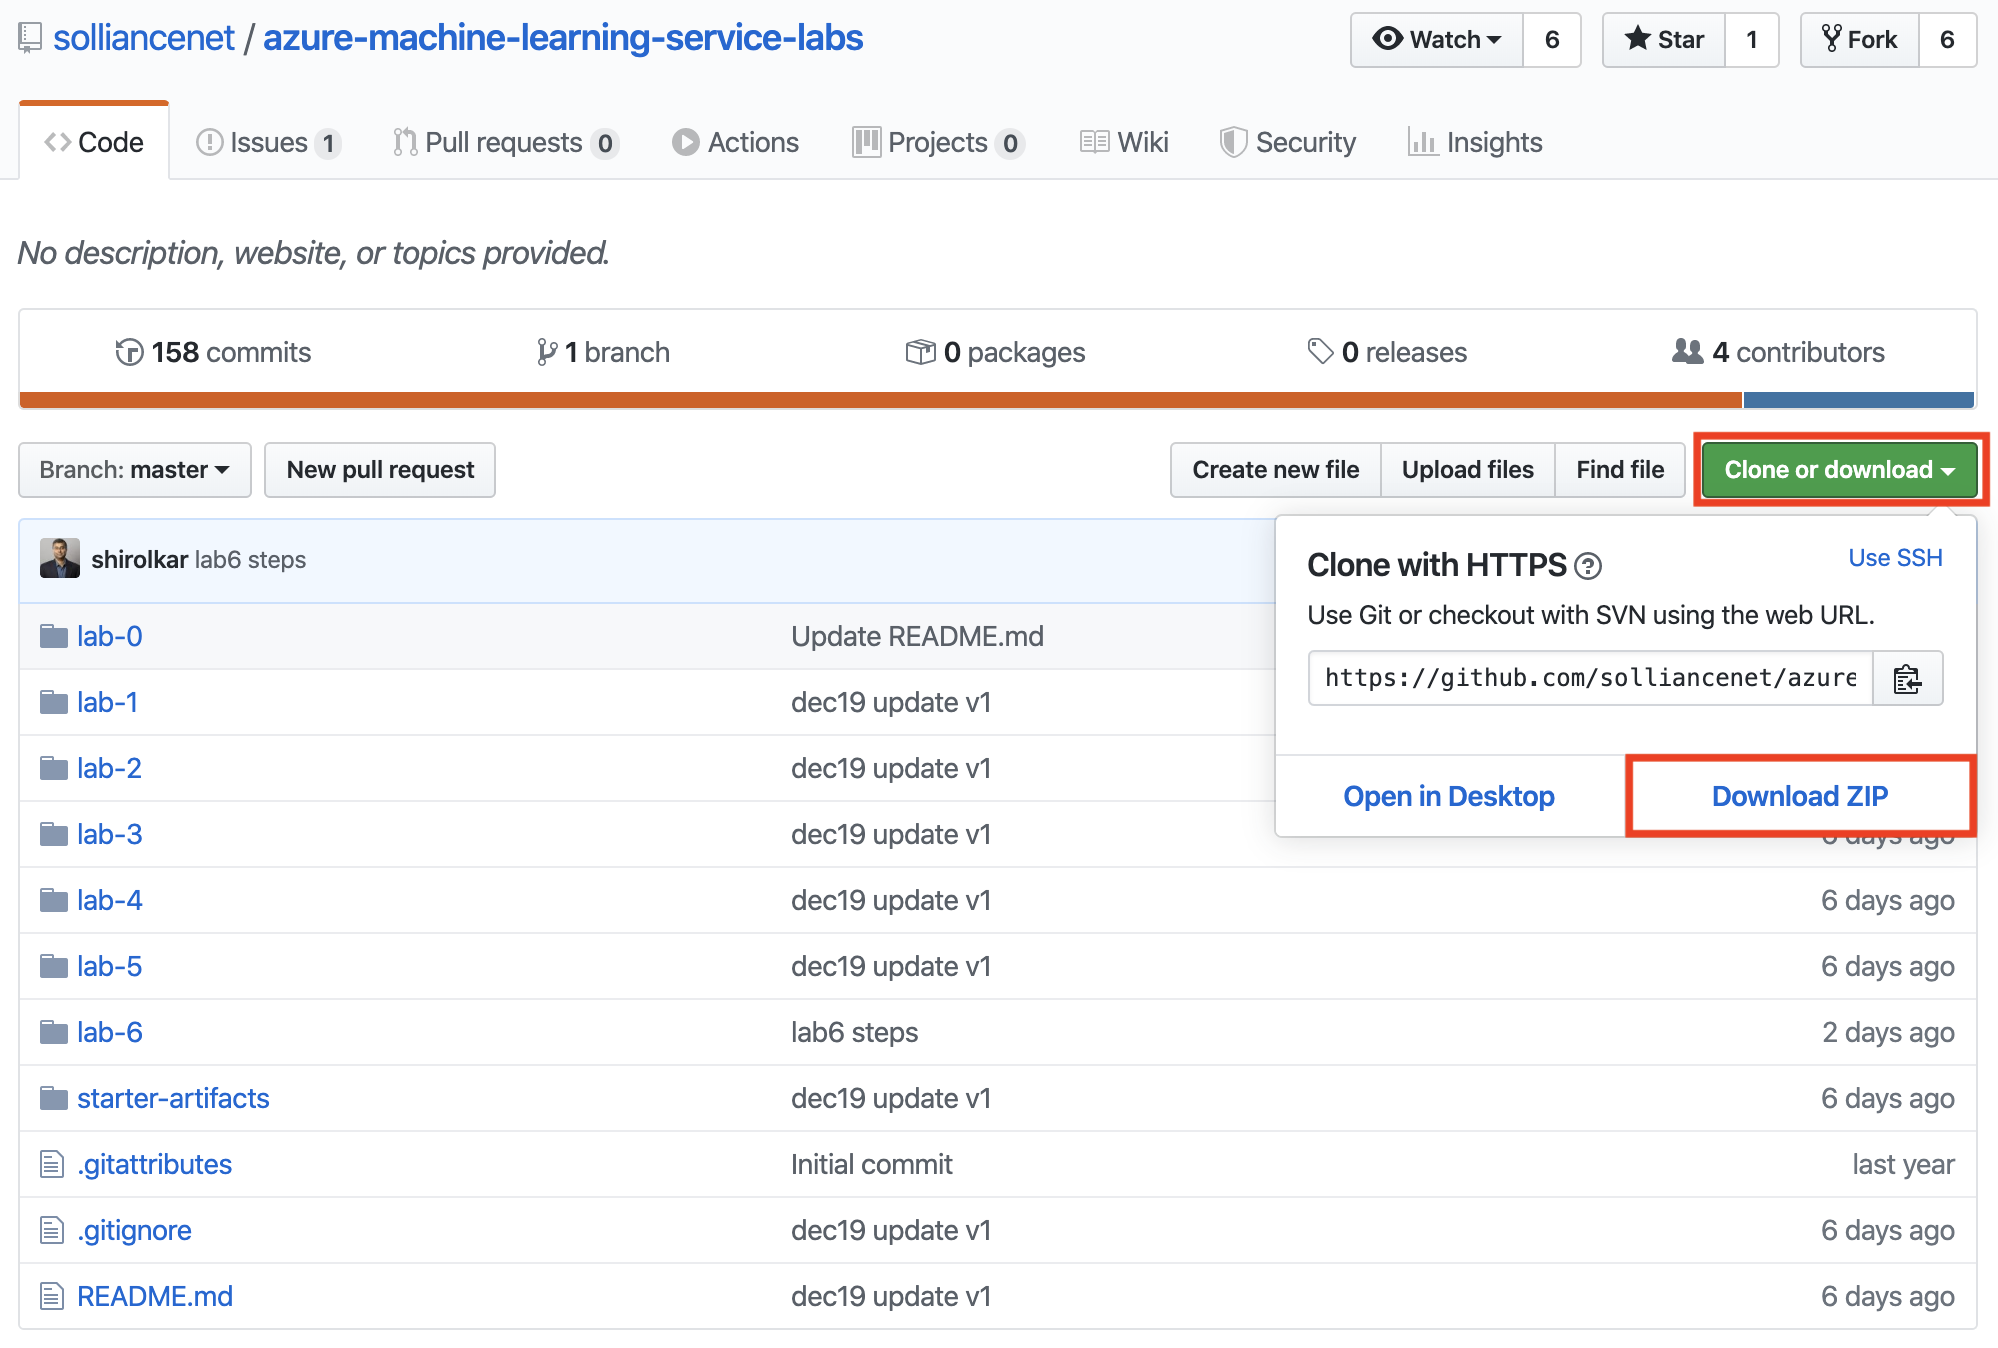 solliancenet / azure-machine-learning-service-labs
Watch 6 Star 1 Fork 6
Code Issues 1 Pull requests 0 Actions Projects 0 Wiki Security Insights
No description, website, or topics provided.
158 commits 1 branch 0 packages 0 releases 4 contributors
Branch: master New pull request Create new file Upload files Find file Clone or download
shirolkar lab6 steps
Clone with HTTPS ? Use SSH
Use Git or checkout with SVN using the web URL.
https://github.com/solliancenet/azure
Open in Desktop Download ZIP
lab-0 Update README.md
lab-1 dec19 update v1
lab-2 dec19 update v1
lab-3 dec19 update v1 6 days ago
lab-4 dec19 update v1 6 days ago
lab-5 dec19 update v1 6 days ago
lab-6 lab6 steps 2 days ago
starter-artifacts dec19 update v1 6 days ago
.gitattributes Initial commit last year
.gitignore dec19 update v1 6 days ago
README.md dec19 update v1 6 days ago